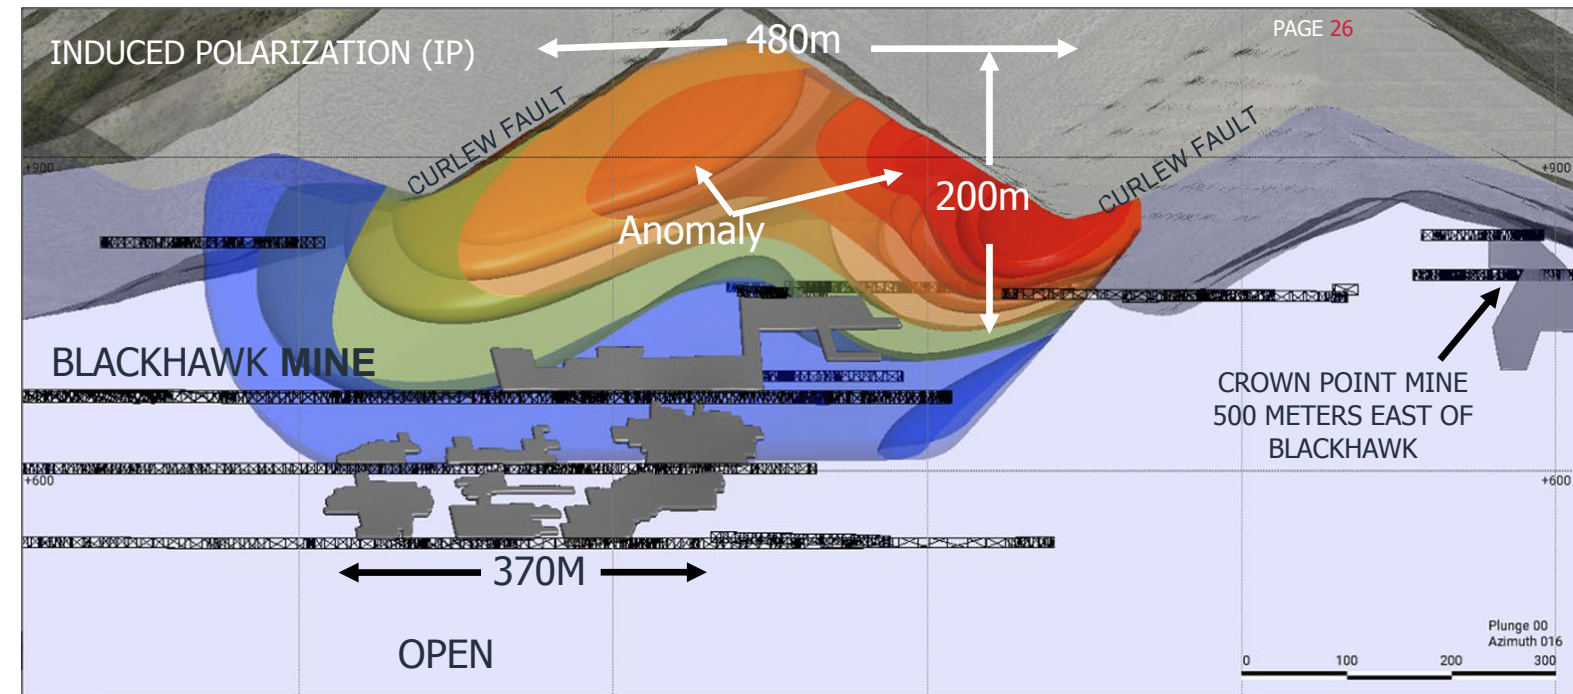 PAGE 26
INDUCED POLARIZATION (IP)
480m
CURLEW FAULT
CURLEW FAULT
+900
+900
200m
Anomaly
BLACKHAWK MINE
CROWN POINT MINE
500 METERS EAST OF
BLACKHAWK
+600
+600
370M
OPEN
Plunge 00
Azimuth 016
0 100 200 300